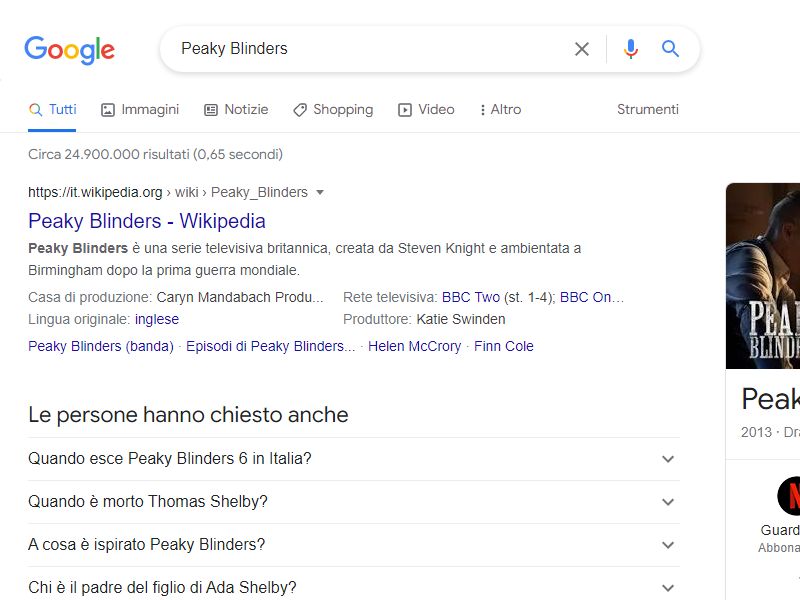 Google
Peaky Blinders
Tutti Immagini Notizie Shopping Video Altro Strumenti
Circa 24.900.000 risultati (0,65 secondi)
https://it.wikipedia.org › wiki › Peaky_Blinders
Peaky Blinders - Wikipedia
Peaky Blinders è una serie televisiva britannica, creata da Steven Knight e ambientata a
Birmingham dopo la prima guerra mondiale.
Casa di produzione: Caryn Mandabach Produ... Rete televisiva: BBC Two (st. 1-4); BBC On…
Lingua originale: inglese Produttore: Katie Swinden
Peaky Blinders (banda) · Episodi di Peaky Blinders... · Helen McCrory · Finn Cole
Le persone hanno chiesto anche
Quando esce Peaky Blinders 6 in Italia?
Quando è morto Thomas Shelby?
A cosa è ispirato Peaky Blinders?
Chi è il padre del figlio di Ada Shelby?
PEA
BLINDE
Peak
2013 · Dra
N
Guard
Abbona